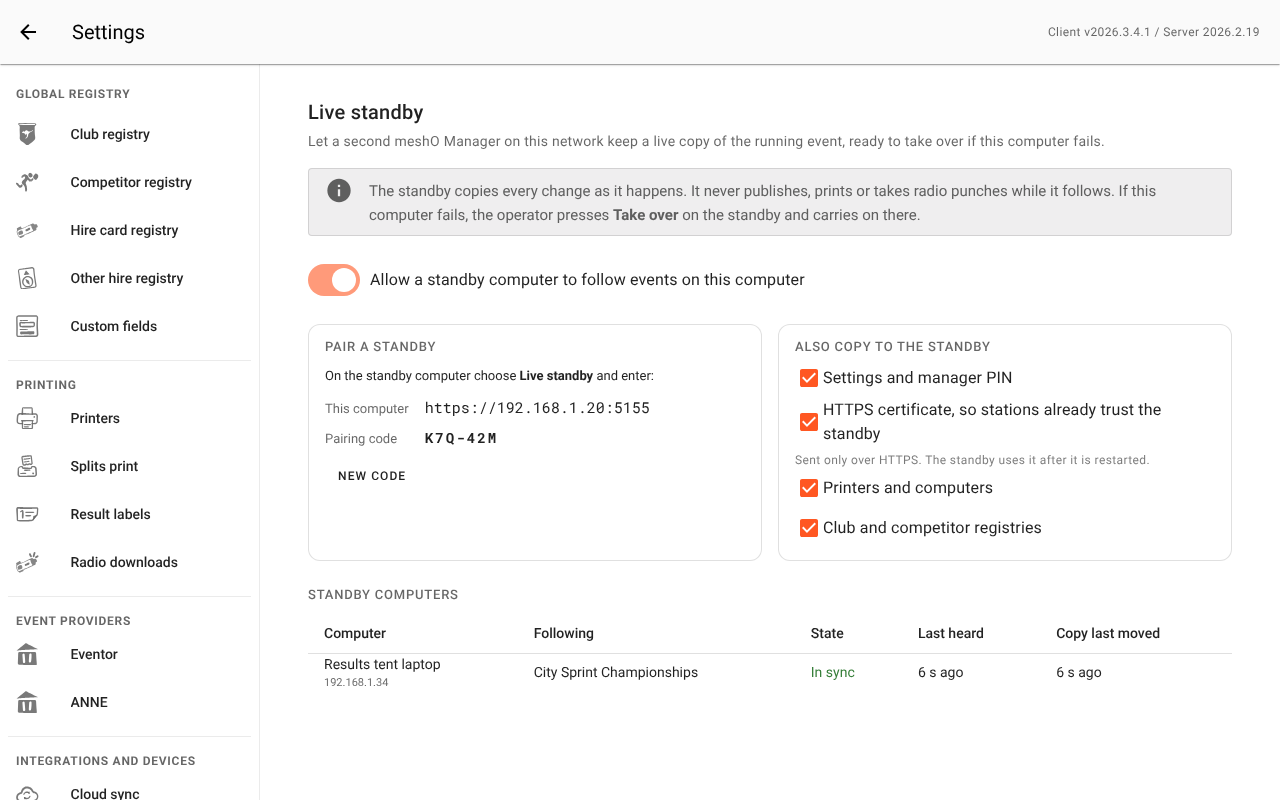 Settings
Client v2026.3.4.1 / Server 2026.2.19
GLOBAL REGISTRY
Club registry
Competitor registry
Hire card registry
Other hire registry
Custom fields
PRINTING
Printers
Splits print
Result labels
Radio downloads
EVENT PROVIDERS
Eventor
ANNE
INTEGRATIONS AND DEVICES
Cloud sync
Live standby
Let a second meshO Manager on this network keep a live copy of the running event, ready to take over if this computer fails.
The standby copies every change as it happens. It never publishes, prints or takes radio punches while it follows. If this
computer fails, the operator presses Take over on the standby and carries on there.
Allow a standby computer to follow events on this computer
PAIR A STANDBY
On the standby computer choose Live standby and enter:
This computer https://192.168.1.20:5155
Pairing code K7Q-42M
NEW CODE
ALSO COPY TO THE STANDBY
Settings and manager PIN
HTTPS certificate, so stations already trust the
standby
Sent only over HTTPS. The standby uses it after it is restarted.
Printers and computers
Club and competitor registries
STANDBY COMPUTERS
Computer Following State Last heard Copy last moved
Results tent laptop City Sprint Championships In sync 6 s ago 6 s ago
192.168.1.34